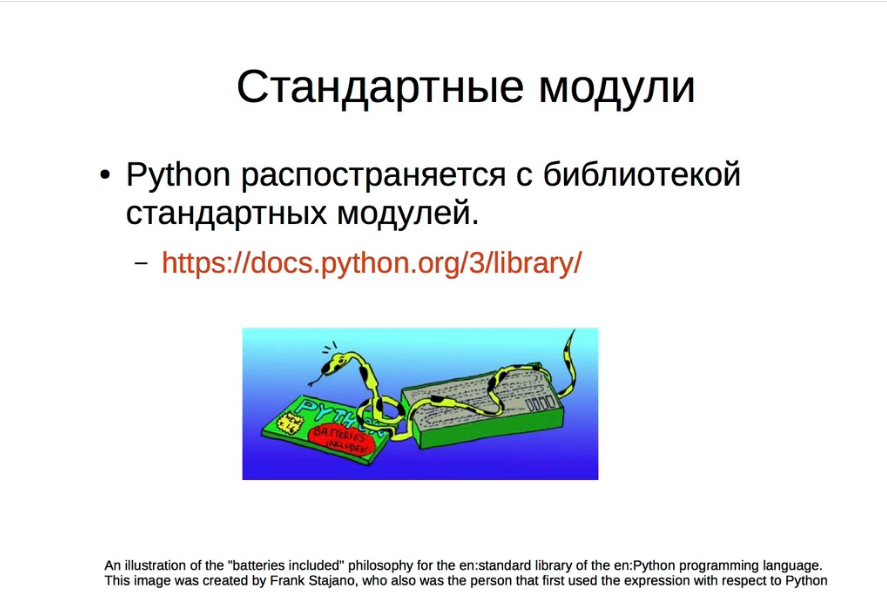 Стандартные модули
• Python распостраняется с библиотекой
стандартных модулей.
– https://docs.python.org/3/library/
PYTHON
BATTERIES
INCLUDED
An illustration of the "batteries included" philosophy for the en:standard library of the en:Python programming language.
This image was created by Frank Stajano, who also was the person that first used the expression with respect to Python